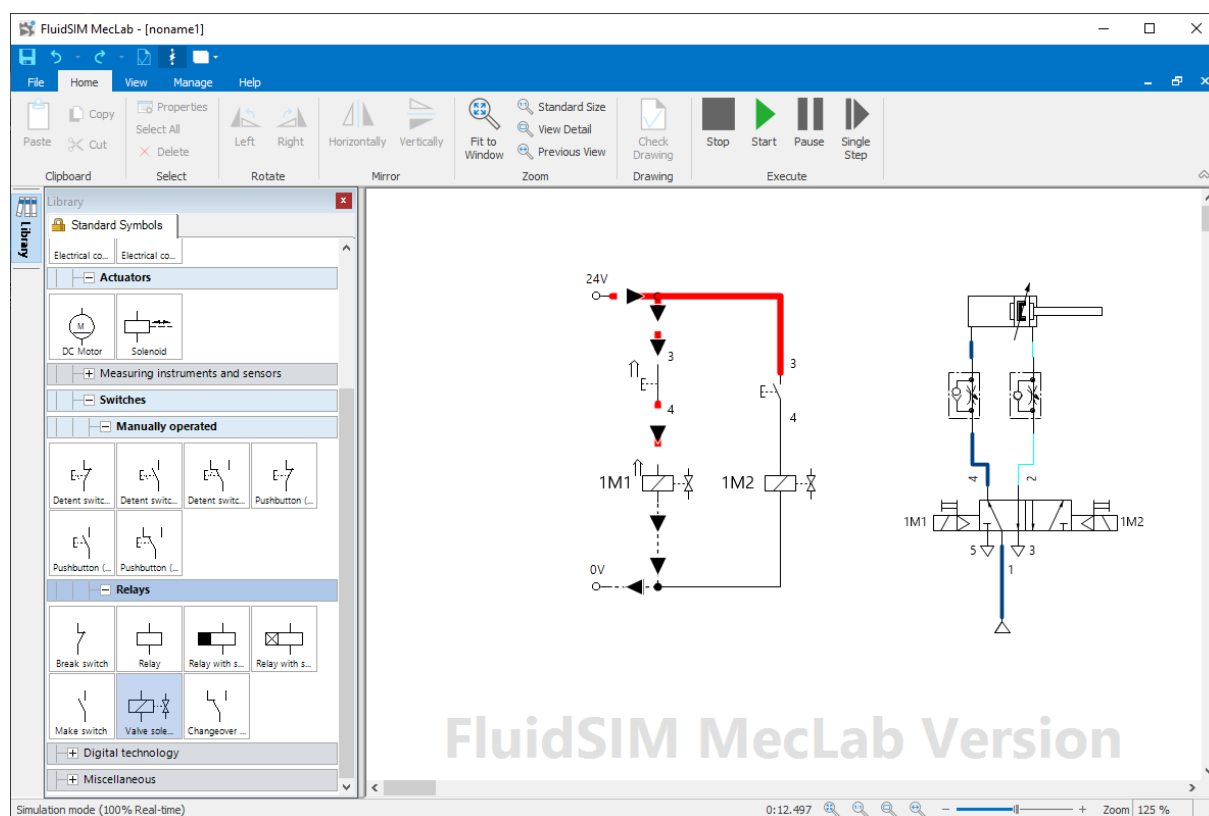 FluidSIM MecLab - [noname1]
File Home View Manage Help
Paste
Copy
Cut
Clipboard
Properties
Select All
Delete
Select
Left Right
Rotate
Horizontally Vertically
Mirror
Fit to
Window
Standard Size
View Detail
Previous View
Zoom
Check
Drawing
Drawing
Stop Start Pause Single
Step
Execute
Library
Library
Standard Symbols
Electrical co... Electrical co...
Actuators
M
DC Motor Solenoid
Measuring instruments and sensors
Switches
Manually operated
Detent switc... Detent switc... Detent switc... Pushbutton (...
Pushbutton (... Pushbutton (...
Relays
Break switch Relay Relay with s... Relay with s...
Make switch Valve sole... Changeover ...
Digital technology
Miscellaneous
24V
3
4
3
4
1M1
1M2
0V
4
2
1M1
1M2
5
3
1
FluidSIM MecLab Version
Simulation mode (100% Real-time)
0:12.497
Zoom 125 %